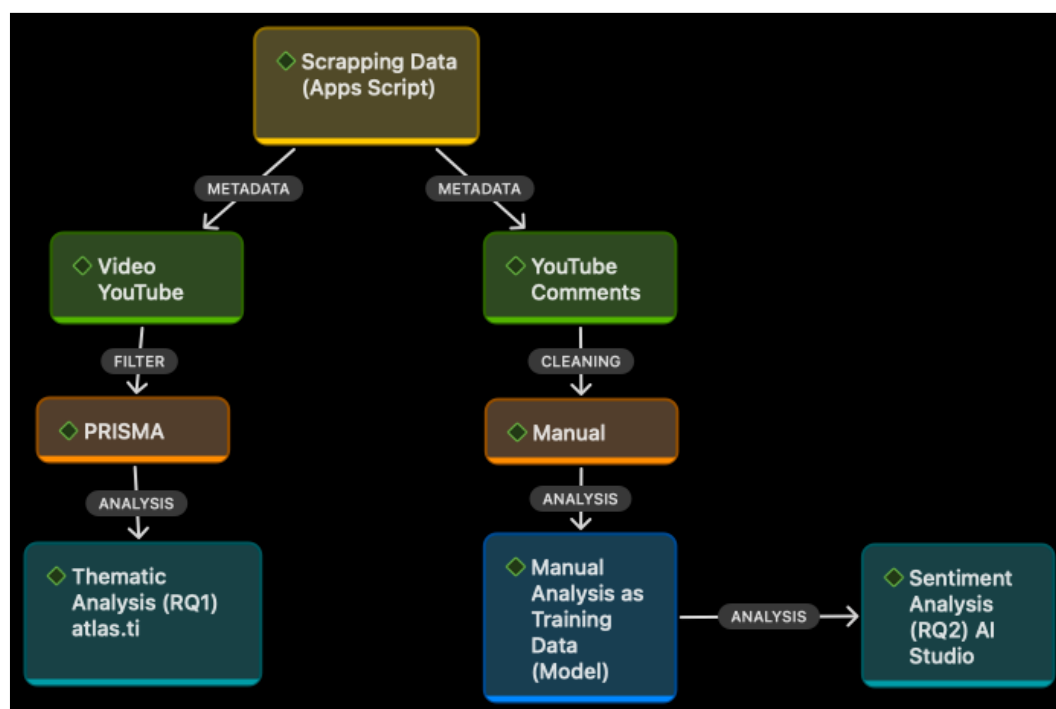 Scrapping Data
(Apps Script)
METADATA
METADATA
Video
YouTube
YouTube
Comments
FILTER
CLEANING
PRISMA
Manual
ANALYSIS
ANALYSIS
Thematic
Analysis (RQ1)
atlas.ti
Manual
Analysis as
Training
Data
(Model)
ANALYSIS
Sentiment
Analysis
(RQ2) AI
Studio